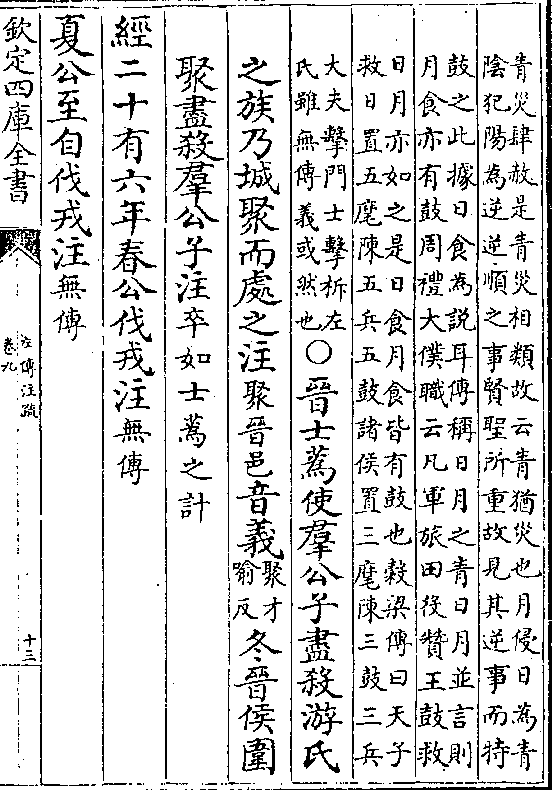 眚災肆赦是眚災相類故云眚猶災也月侵日為眚
陰犯陽為逆逆順之事賢聖所重故見其逆事而特
鼓之此據日食為說耳傳稱日月之眚日月並言則
月食亦有鼓周禮大僕職云凡軍旅田役贊王鼓救
日月亦如之是日食月食皆有鼓也榖梁傳曰天子
救日置五麾陳五兵五鼓諸侯置三麾陳三鼓三兵
大夫擊門士擊柝左
氏雖無傳義或然也
○晉士蒍使羣公子盡殺游氏
之族乃城聚而處之注聚晉邑音義聚才喻反冬晉侯圍
聚盡殺羣公子注卒如士蒍之計
經二十有六年春公伐戎注無傳
夏公至自伐戎注無傳
欽定四庫全書
左傳注疏
卷九
十三